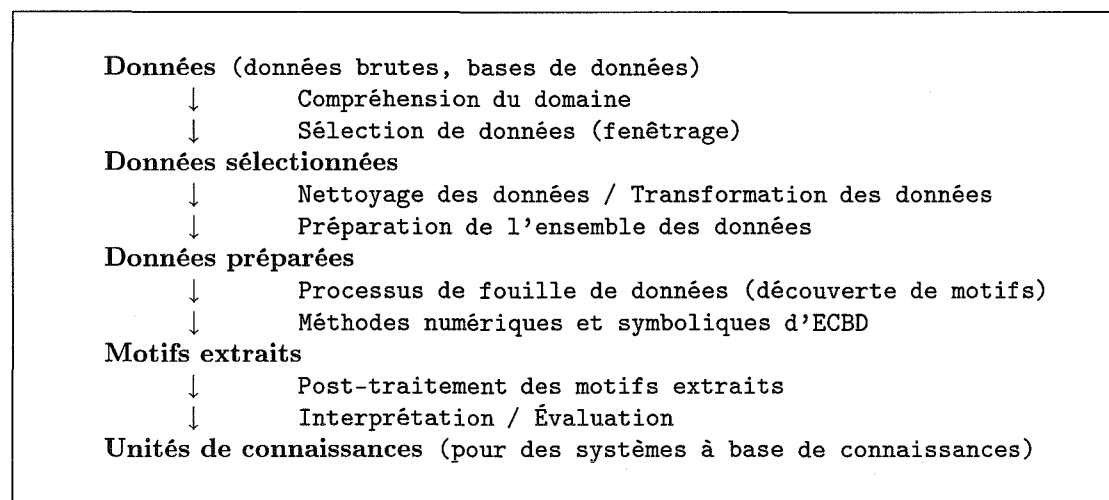 Données (données brutes, bases de données)
↓ Compréhension du domaine
↓ Sélection de données (fenêtrage)
Données sélectionnées
↓ Nettoyage des données / Transformation des données
↓ Préparation de l'ensemble des données
Données préparées
↓ Processus de fouille de données (découverte de motifs)
↓ Méthodes numériques et symboliques d'ECBD
Motifs extraits
↓ Post-traitement des motifs extraits
↓ Interprétation / Évaluation
Unités de connaissances (pour des systèmes à base de connaissances)